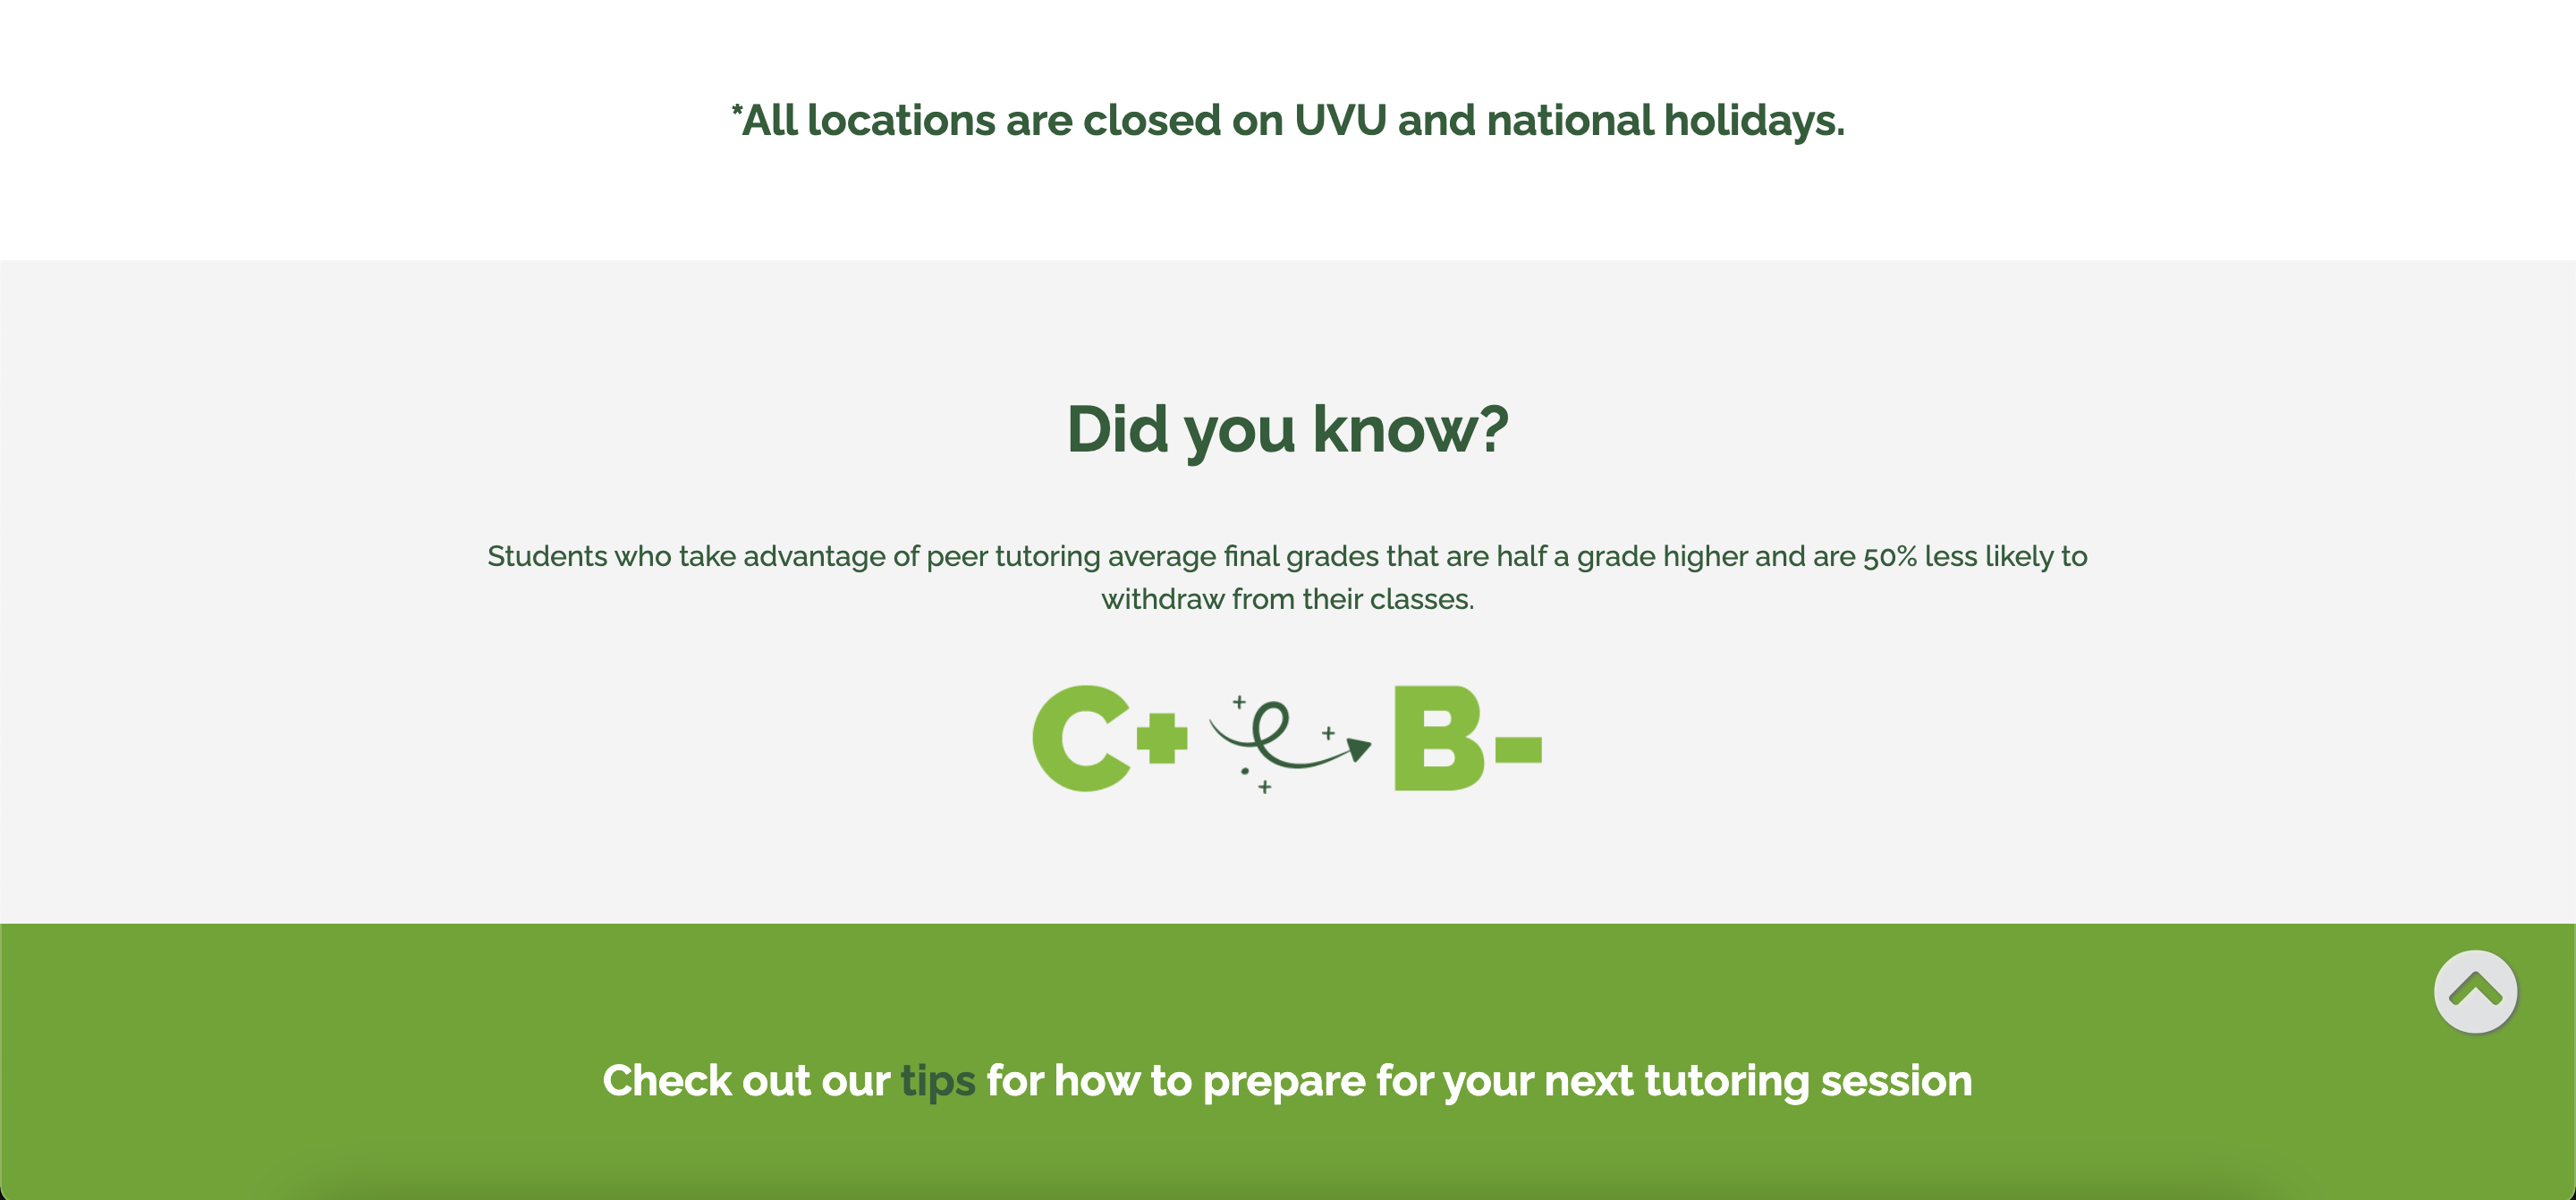 *All locations are closed on UVU and national holidays.
Did you know?
Students who take advantage of peer tutoring average final grades that are half a grade higher and are 50% less likely to
withdraw from their classes.
C+ B-
Check out our tips for how to prepare for your next tutoring session